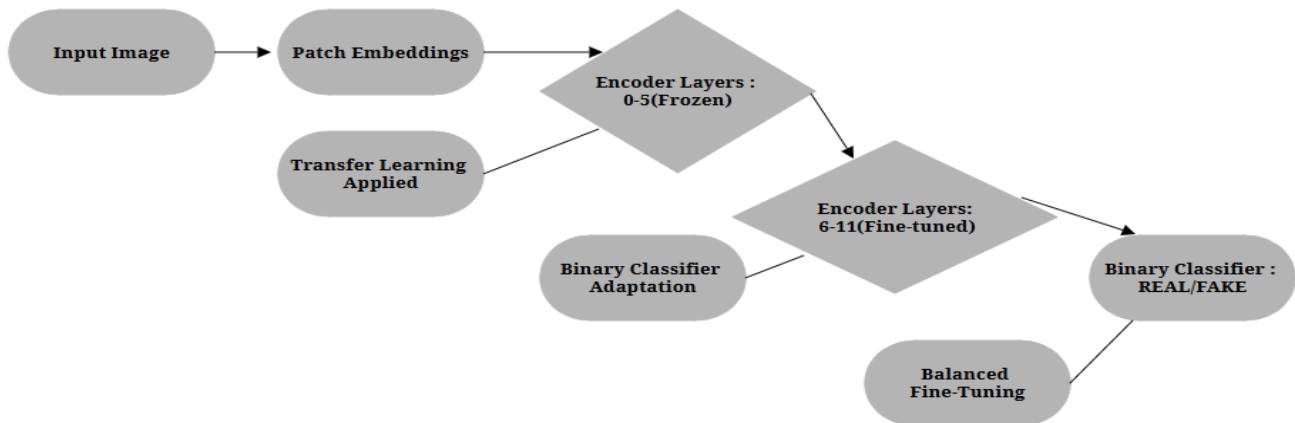 Input Image
Patch Embeddings
Encoder Layers :
0-5(Frozen)
Transfer Learning
Applied
Encoder Layers:
6-11(Fine-tuned)
Binary Classifier
Adaptation
Binary Classifier :
REAL/FAKE
Balanced
Fine-Tuning